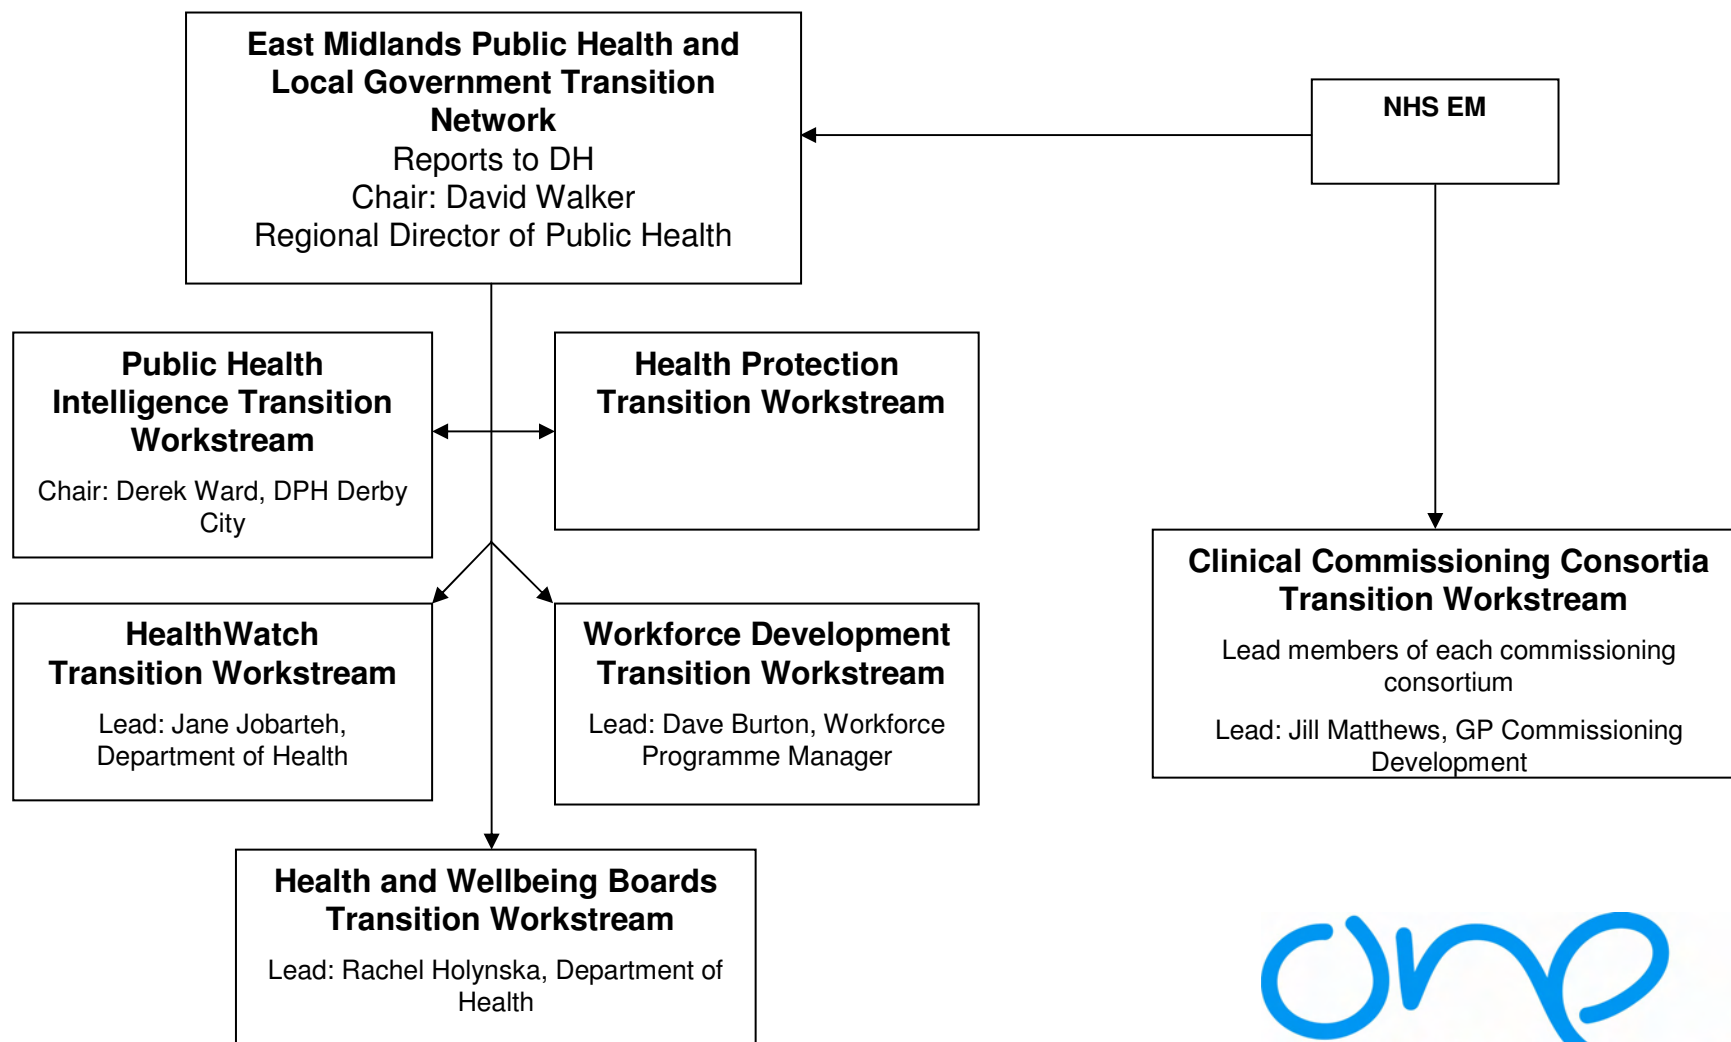 East Midlands Public Health and
Local Government Transition
Network
Reports to DH
Chair: David Walker
Regional Director of Public Health
NHS EM
Public Health
Intelligence Transition
Workstream
Chair: Derek Ward, DPH Derby
City
Health Protection
Transition Workstream
HealthWatch
Transition Workstream
Lead: Jane Jobarteh,
Department of Health
Workforce Development
Transition Workstream
Lead: Dave Burton, Workforce
Programme Manager
Clinical Commissioning Consortia
Transition Workstream
Lead members of each commissioning
consortium
Lead: Jill Matthews, GP Commissioning
Development
Health and Wellbeing Boards
Transition Workstream
Lead: Rachel Holynska, Department of
Health
one